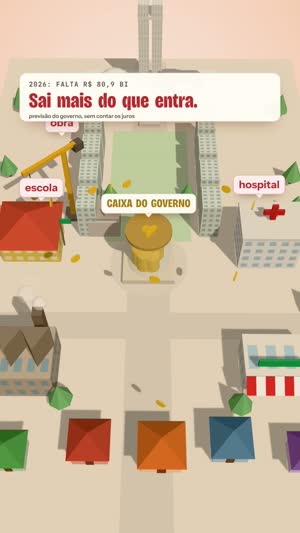 2026: FALTA R$ 80,9 BI
Sai mais do que entra.
previsão do governo, sem contar os juros
obra
escola
hospital
CAIXA DO GOVERNO